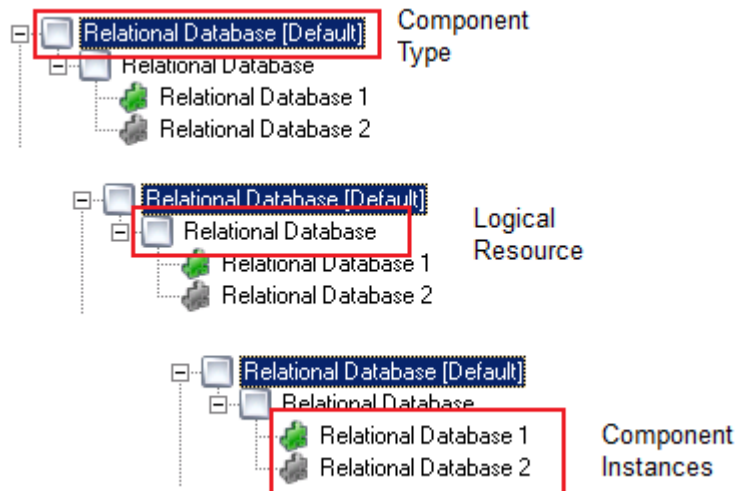 Relational Database [Default]
Component
Type
Relational Database
Relational Database 1
Relational Database 2
Relational Database [Default]
Relational Database
Logical
Resource
Relational Database 1
Relational Database 2
Relational Database [Default]
Relational Database
Relational Database 1
Relational Database 2
Component
Instances